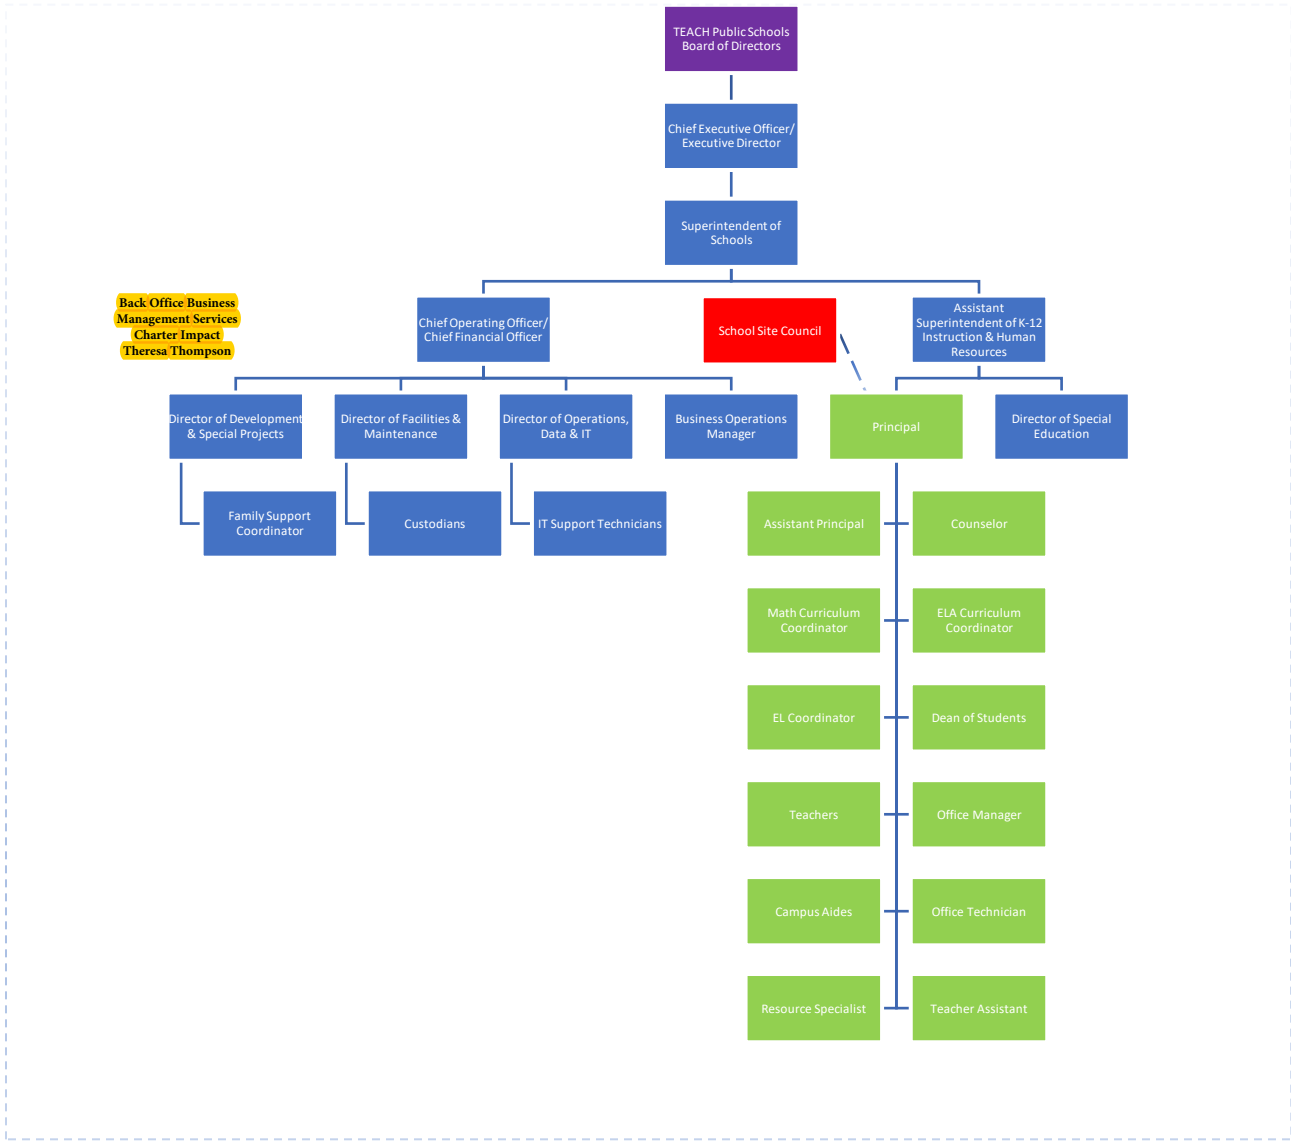 TEACH Public Schools
Board of Directors
Chief Executive Officer/
Executive Director
Superintendent of
Schools
Back Office Business
Management Services
Charter Impact
Theresa Thompson
Chief Operating Officer/
Chief Financial Officer
School Site Council
Assistant
Superintendent of K-12
Instruction & Human
Resources
Director of Development
& Special Projects
Director of Facilities &
Maintenance
Director of Operations,
Data & IT
Business Operations
Manager
Principal
Director of Special
Education
Family Support
Coordinator
Custodians
IT Support Technicians
Assistant Principal
Counselor
Math Curriculum
Coordinator
ELA Curriculum
Coordinator
EL Coordinator
Dean of Students
Teachers
Office Manager
Campus Aides
Office Technician
Resource Specialist
Teacher Assistant